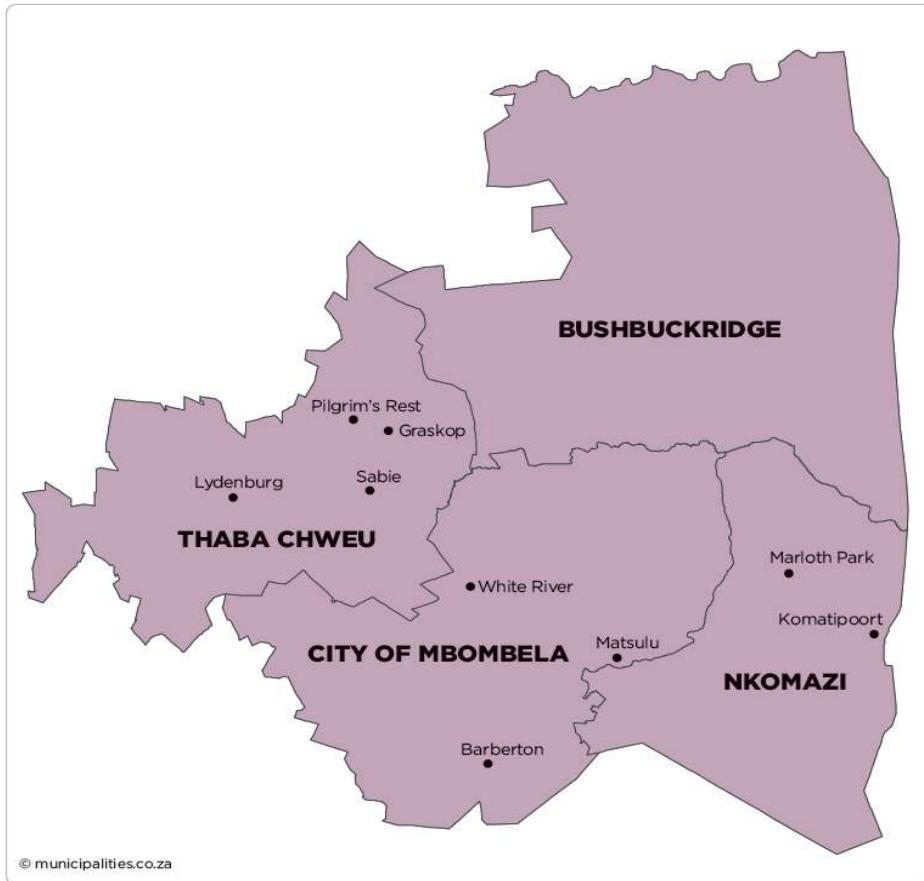 BUSHBUCKRIDGE
Pilgrim's Rest
Graskop
Lydenburg
Sabie
THABA CHWEU
Marloth Park
White River
Komatipoort
Matsulu
CITY OF MBOMBELA
NKOMAZI
Barberton
© municipalities.co.za